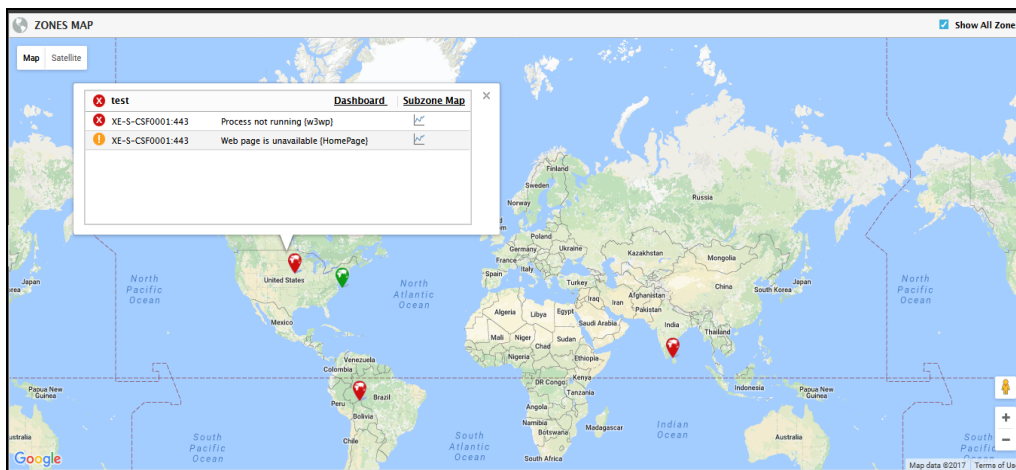 ZONES MAP
Show All Zone
Map Satellite
test Dashboard Subzone Map
XE-S-CSF0001:443 Process not running {w3wp}
XE-S-CSF0001:443 Web page is unavailable {HomePage}
Finland
Sweden
Norway
Russia
Poland
Germany
Ukraine
France
Kazakhstan
Mongolia
Spain
Italy
Turkey
Japan
North
Pacific
Ocean
United States
North
Atlantic
Ocean
China
South Korea
Japan
North
Pacific
Ocean
Iraq
Iran
Afghanistan
Pakistan
Algeria
Libya
Egypt
Saudi Arabia
India
Thailand
Mexico
Mali
Niger
Chad
Sudan
Nigeria
Ethiopia
Venezuela
Colombia
DR Congo
Kenya
Tanzania
Indonesia
Papua New
Guinea
Papua New
Guinea
Peru
Brazil
Bolivia
Angola
Namibia
Botswana
Madagascar
Indian
Ocean
Chile
South
Pacific
Ocean
South
Atlantic
Ocean
South Africa
Australia
South
Pacific
Ocean
ustralia
Google
Map data ©2017 Terms of Us